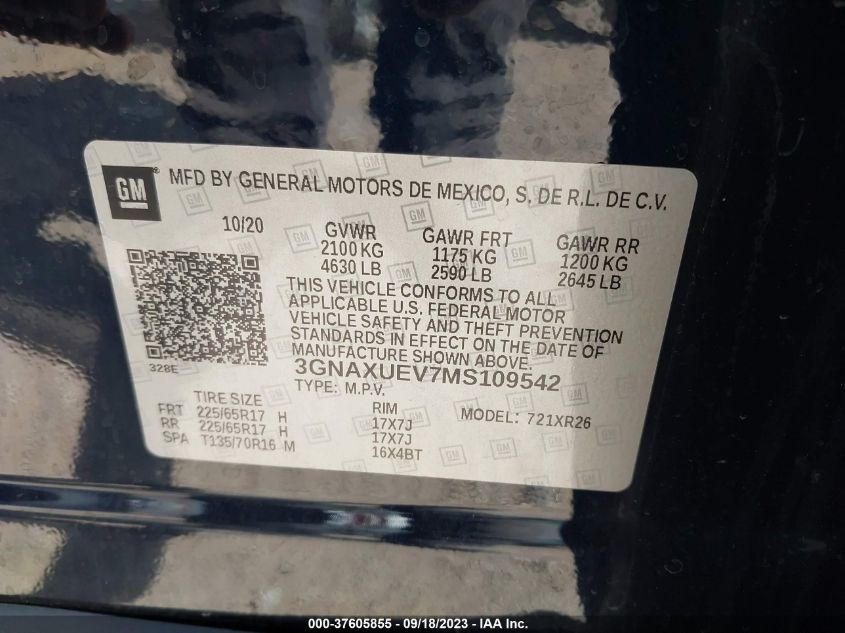 GM
MFD BY GENERAL MOTORS DE MEXICO, S. DE R.L. DE C.V.
10/20
GVWR
2100 KG
4630 LB
GAWR FRT
1175 KG
2590 LB
GAWR RR
1200 KG
2645 LB
THIS VEHICLE CONFORMS TO ALL
APPLICABLE U.S. FEDERAL MOTOR
VEHICLE SAFETY AND THEFT PREVENTION
STANDARDS IN EFFECT ON THE DATE OF
MANUFACTURE SHOWN ABOVE.
328E
3GNAXUEV7MS109542
TYPE: M.P.V.
MODEL: 721XR26
TIRE SIZE RIM
FRT 225/65R17 H 17X7J
RR 225/65R17 H 17X7J
SPA T135/70R16 M 16X4BT
000-37605855 - 09/18/2023 - IAA Inc.